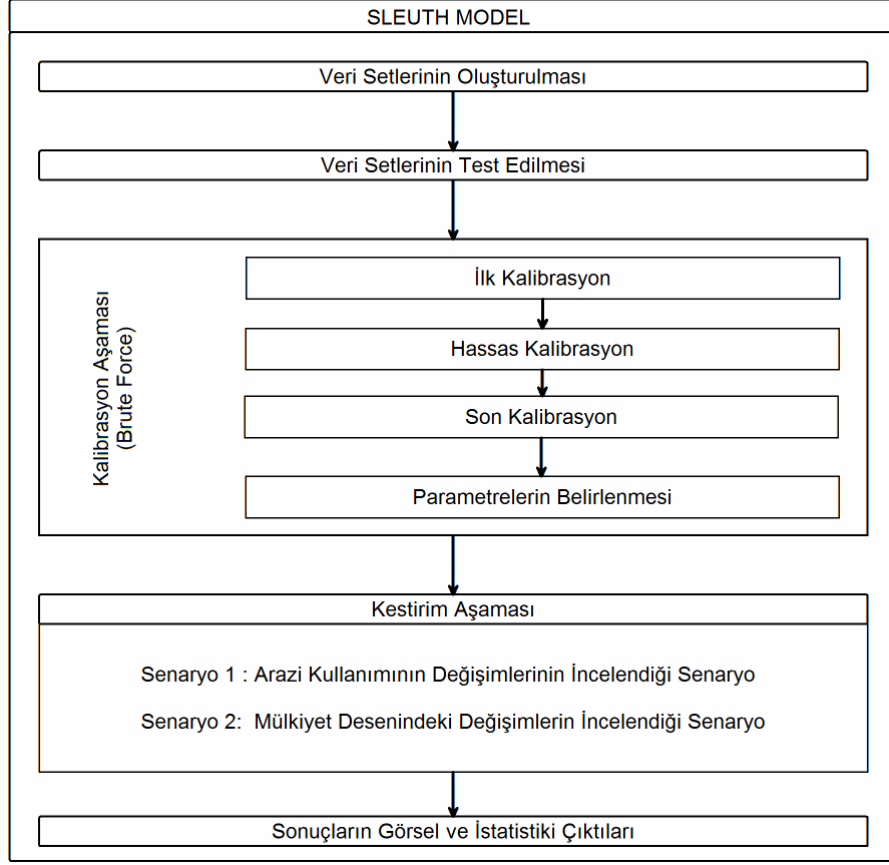 SLEUTH MODEL
Veri Setlerinin Oluşturulması
Veri Setlerinin Test Edilmesi
Kalibrasyon Aşaması
(Brute Force)
İlk Kalibrasyon
Hassas Kalibrasyon
Son Kalibrasyon
Parametrelerin Belirlenmesi
Kestirim Aşaması
Senaryo 1 : Arazi Kullanımının Değişimlerinin İncelendiği Senaryo
Senaryo 2: Mülkiyet Desenindeki Değişimlerin İncelendiği Senaryo
Sonuçların Görsel ve İstatistiki Çıktıları